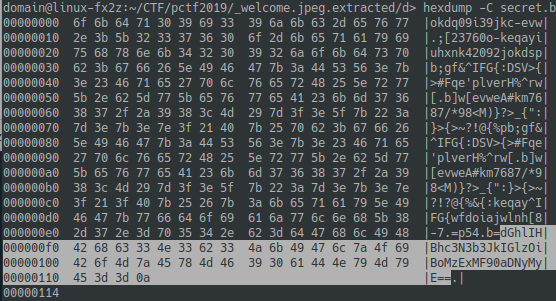 domain@linux-fx2z:~/CTF/pctf2019/_welcome.jpeg.extracted/d> hexdump -C secret.b
00000000 6f 6b 64 71 30 39 69 33 39 6a 6b 63 2d 65 76 77 |okdq09i39jkc-evw|
00000010 2e 3b 5b 32 33 37 36 30 6f 2d 6b 65 71 61 79 69 |.;[23760o-keqayi|
00000020 75 68 78 6e 6b 34 32 30 39 32 6a 6f 6b 64 73 70 |uhxnk42092jokdsp|
00000030 62 3b 67 66 26 5e 49 46 47 7b 3a 44 53 56 3e 7b |b;gf&^IFG{:DSV>{|
00000040 3e 23 46 71 65 27 70 6c 76 65 72 48 25 5e 72 77 |>#Fqe'plverH%^rw|
00000050 5b 2e 62 5d 77 5b 65 76 77 65 41 23 6b 6d 37 36 |[.b]w[evweA#km76|
00000060 38 37 2f 2a 39 38 3c 4d 29 7d 3f 3e 5f 7b 22 3a |87/*98<M)}?>_{":|
00000070 7d 3e 7b 3e 7e 3f 21 40 7b 25 70 62 3b 67 66 26 |}>{>~?!@{%pb;gf&|
00000080 5e 49 46 47 7b 3a 44 53 56 3e 7b 3e 23 46 71 65 |^IFG{:DSV>{>#Fqe|
00000090 27 70 6c 76 65 72 48 25 5e 72 77 5b 2e 62 5d 77 |'plverH%^rw[.b]w|
000000a0 5b 65 76 77 65 41 23 6b 6d 37 36 38 37 2f 2a 39 |[evweA#km7687/*9|
000000b0 38 3c 4d 29 7d 3f 3e 5f 7b 22 3a 7d 3e 7b 3e 7e |8<M)}?>_{":}>{>~|
000000c0 3f 21 3f 40 7b 25 26 7b 3a 6b 65 71 61 79 5e 49 |?!?@{%&{:keqay^I|
000000d0 46 47 7b 77 66 64 6f 69 61 6a 77 6c 6e 68 5b 38 |FG{wfdoiajwlnh[8|
000000e0 2d 37 2e 3d 70 35 34 2e 62 3d 64 47 68 6c 49 48 |-7.=p54.b=dGhlIH|
000000f0 42 68 63 33 4e 33 62 33 4a 6b 49 47 6c 7a 4f 69 |Bhc3N3b3JkIGlzOi|
00000100 42 6f 4d 7a 45 78 4d 46 39 30 61 44 4e 79 4d 79 |BoMzExMF90aDNyMy|
00000110 45 3d 3d 0a |E==.|
00000114